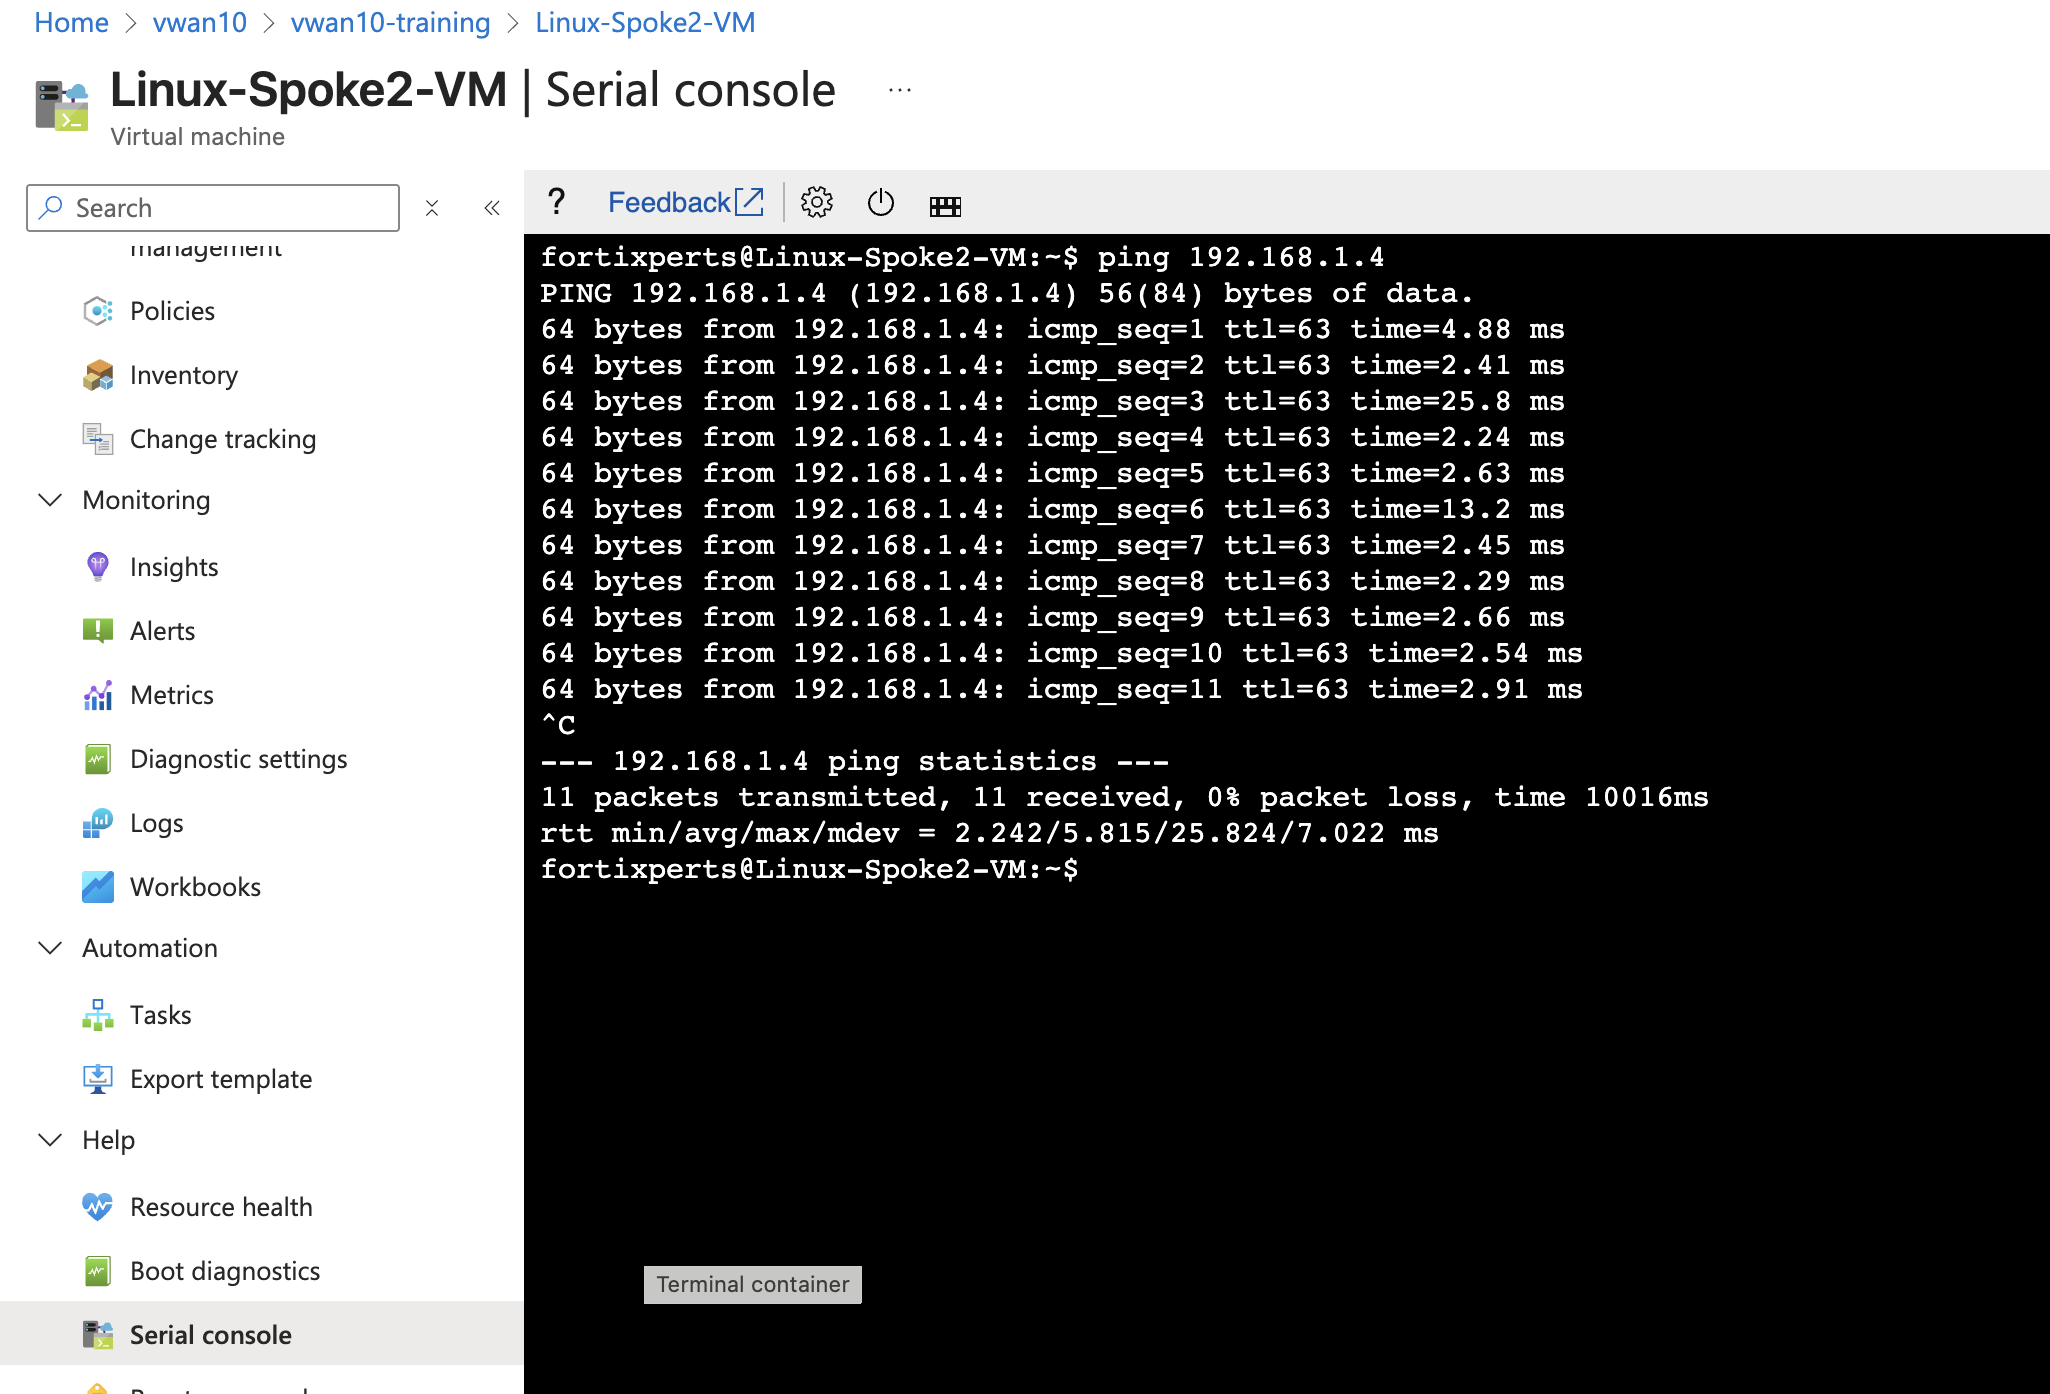 Home > vwan10 > vwan10-training > Linux-Spoke2-VM
Linux-Spoke2-VM | Serial console ...
Virtual machine
Search
management
Policies
Inventory
Change tracking
Monitoring
Insights
Alerts
Metrics
Diagnostic settings
Logs
Workbooks
Automation
Tasks
Export template
Help
Resource health
Boot diagnostics
Serial console
? Feedback
fortixperts@Linux-Spoke2-VM:~$ ping 192.168.1.4
PING 192.168.1.4 (192.168.1.4) 56(84) bytes of data.
64 bytes from 192.168.1.4: icmp_seq=1 ttl=63 time=4.88 ms
64 bytes from 192.168.1.4: icmp_seq=2 ttl=63 time=2.41 ms
64 bytes from 192.168.1.4: icmp_seq=3 ttl=63 time=25.8 ms
64 bytes from 192.168.1.4: icmp_seq=4 ttl=63 time=2.24 ms
64 bytes from 192.168.1.4: icmp_seq=5 ttl=63 time=2.63 ms
64 bytes from 192.168.1.4: icmp_seq=6 ttl=63 time=13.2 ms
64 bytes from 192.168.1.4: icmp_seq=7 ttl=63 time=2.45 ms
64 bytes from 192.168.1.4: icmp_seq=8 ttl=63 time=2.29 ms
64 bytes from 192.168.1.4: icmp_seq=9 ttl=63 time=2.66 ms
64 bytes from 192.168.1.4: icmp_seq=10 ttl=63 time=2.54 ms
64 bytes from 192.168.1.4: icmp_seq=11 ttl=63 time=2.91 ms
^C
--- 192.168.1.4 ping statistics ---
11 packets transmitted, 11 received, 0% packet loss, time 10016ms
rtt min/avg/max/mdev = 2.242/5.815/25.824/7.022 ms
fortixperts@Linux-Spoke2-VM:~$
Terminal container